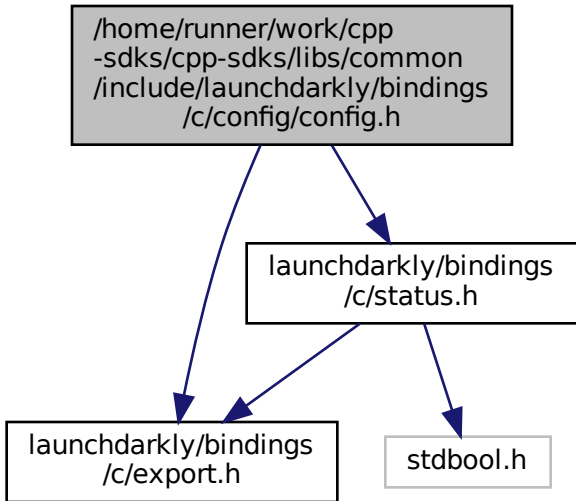 /home/runner/work/cpp
-sdks/cpp-sdks/libs/common
/include/launchdarkly/bindings
/c/config/config.h
launchdarkly/bindings
/c/status.h
launchdarkly/bindings
/c/export.h
stdbool.h